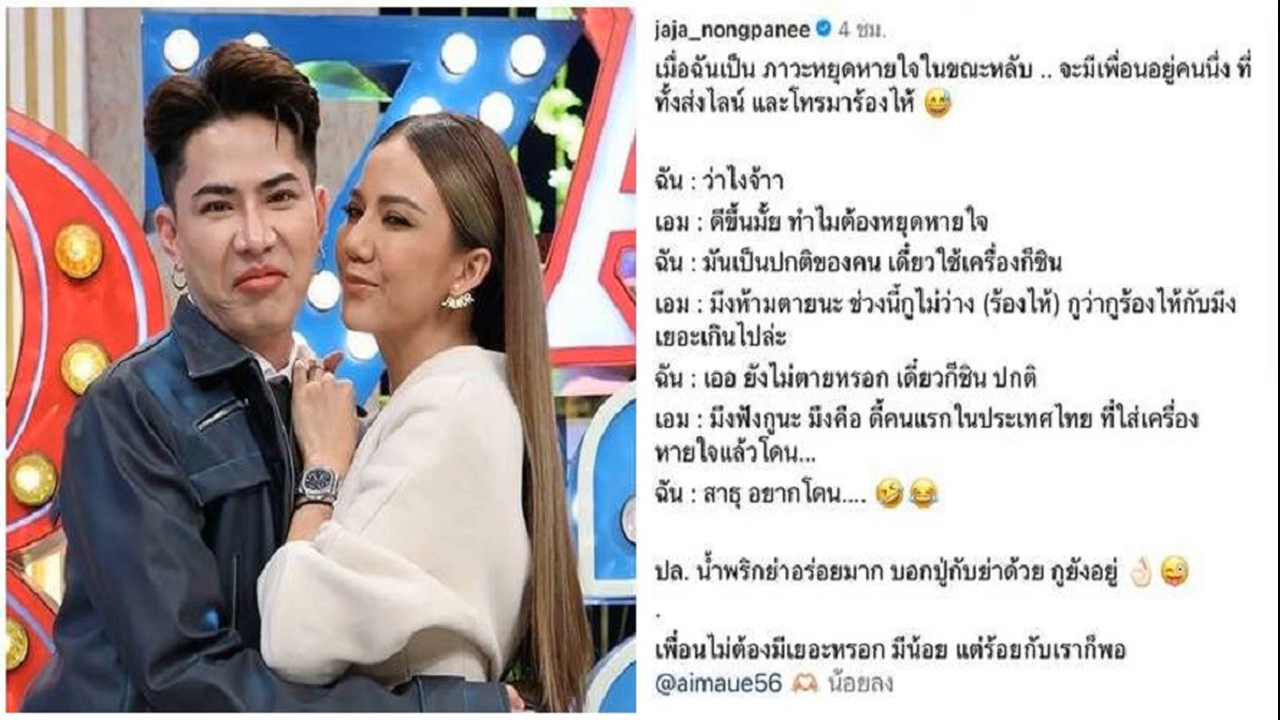 jaja_nongpanee 4 ชม.
เมื่อฉันเป็น ภาวะหยุดหายใจในขณะหลับ .. จะมีเพื่อนอยู่คนนึ่ง ที่
ทั้งส่งไลน์ และโทรมาร้องไห้ 😅
ฉัน : ว่าไงจ้าา
เอม : ดีขึ้นมั้ย ทำไมต้องหยุดหายใจ
ฉัน : มันเป็นปกติของคน เดี๋ยวใช้เครื่องก็ชิน
เอม : มึงห้ามตายนะ ช่วงนี้กูไม่ว่าง (ร้องไห้) กูว่ากูร้องไห้กับมึง
เยอะเกินไปล่ะ
ฉัน : เออ ยังไม่ตายหรอก เดี๋ยวก็ชิน ปกติ
เอม : มึงฟังกูนะ มึงคือ ดี้คนแรกในประเทศไทย ที่ใส่เครื่อง
หายใจแล้วโดน...
ฉัน : สาธุ อยากโดน.... 🤣😂
ปล. น้ำพริกย่าอร่อยมาก บอกปู่กับย่าด้วย กูยังอยู่ 👌🏻😜
.
เพื่อนไม่ต้องมีเยอะหรอก มีน้อย แต่ร้อยกับเราก็พอ
@aimaue56 🫶🏻 น้อยลง